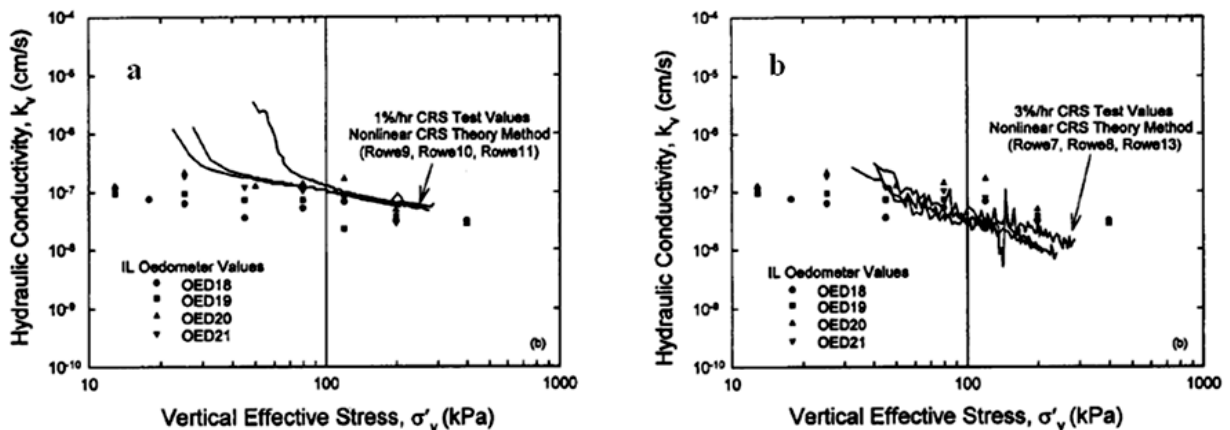 a
Hydraulic Conductivity, kv (cm/s)
10⁻⁴
10⁻⁵
10⁻⁶
10⁻⁷
10⁻⁸
10⁻⁹
10⁻¹⁰
1%/hr CRS Test Values
Nonlinear CRS Theory Method
(Rowe9, Rowe10, Rowe11)
IL Oedometer Values
OED18
OED19
OED20
OED21
(b)
10 100 1000
Vertical Effective Stress, σ'v (kPa)
b
Hydraulic Conductivity, kv (cm/s)
10⁻⁴
10⁻⁵
10⁻⁶
10⁻⁷
10⁻⁸
10⁻⁹
10⁻¹⁰
3%/hr CRS Test Values
Nonlinear CRS Theory Method
(Rowe7, Rowe8, Rowe13)
IL Oedometer Values
OED18
OED19
OED20
OED21
(b)
10 100 1000
Vertical Effective Stress, σ'v (kPa)